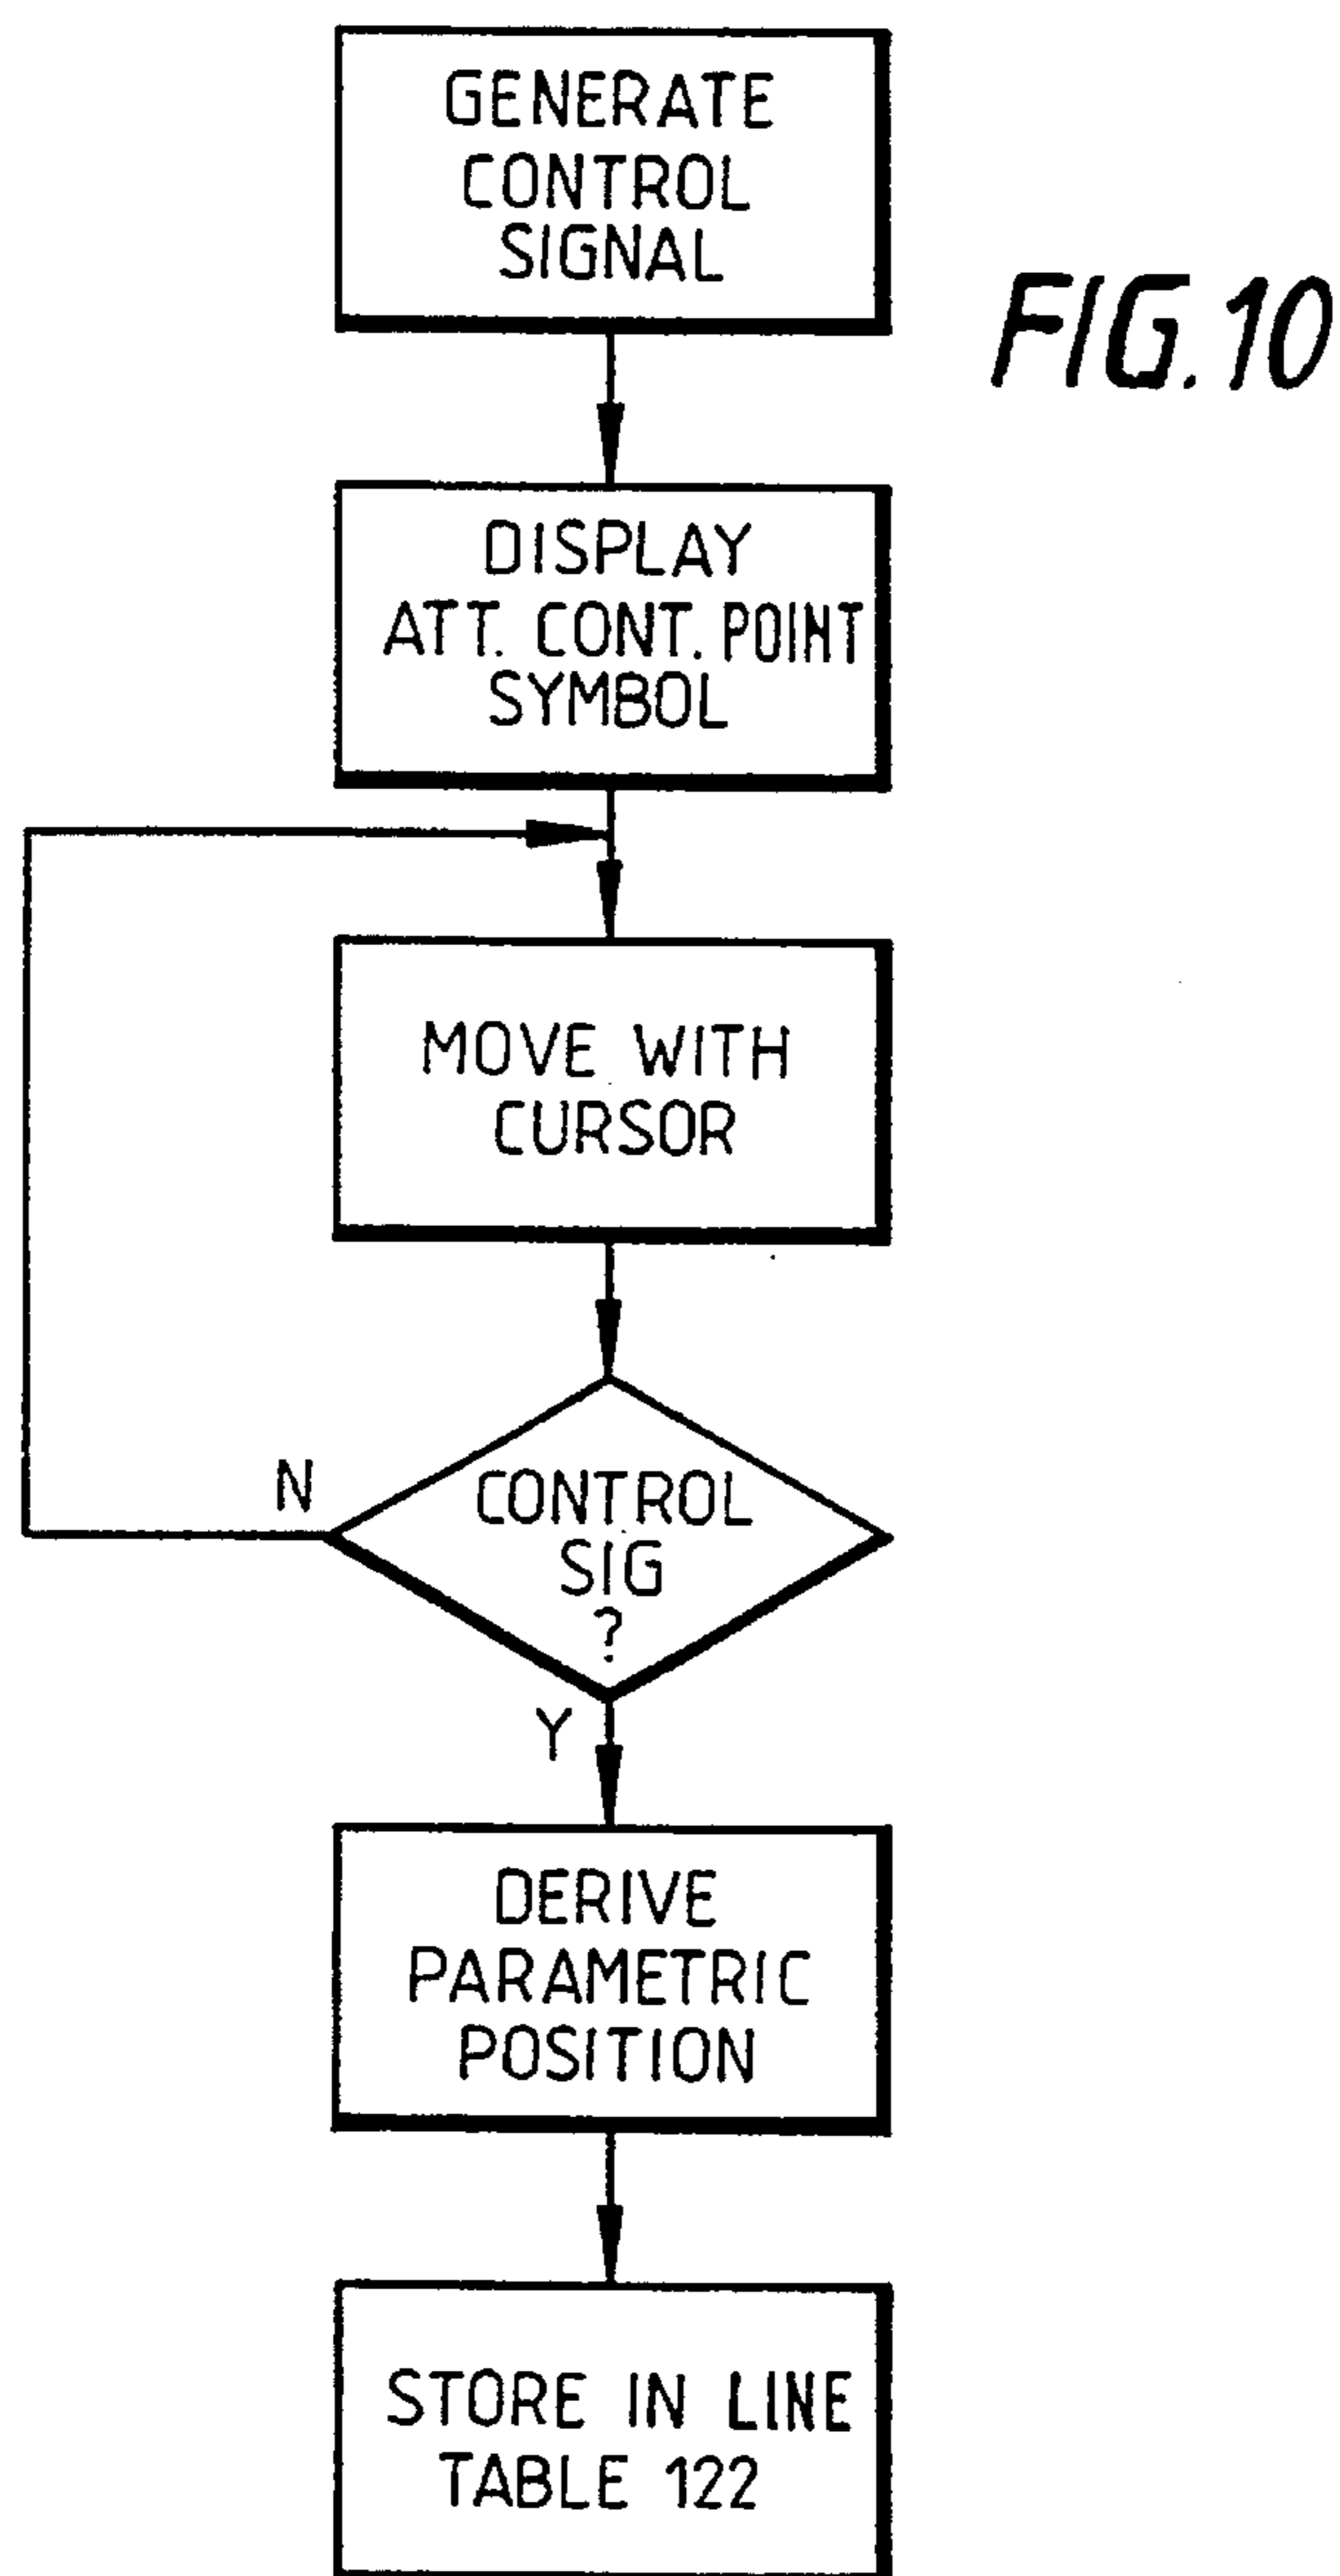 GENERATE
CONTROL
SIGNAL
FIG.10
DISPLAY
ATT. CONT. POINT
SYMBOL
MOVE WITH
CURSOR
N
CONTROL
SIG
?
Y
DERIVE
PARAMETRIC
POSITION
STORE IN LINE
TABLE 122